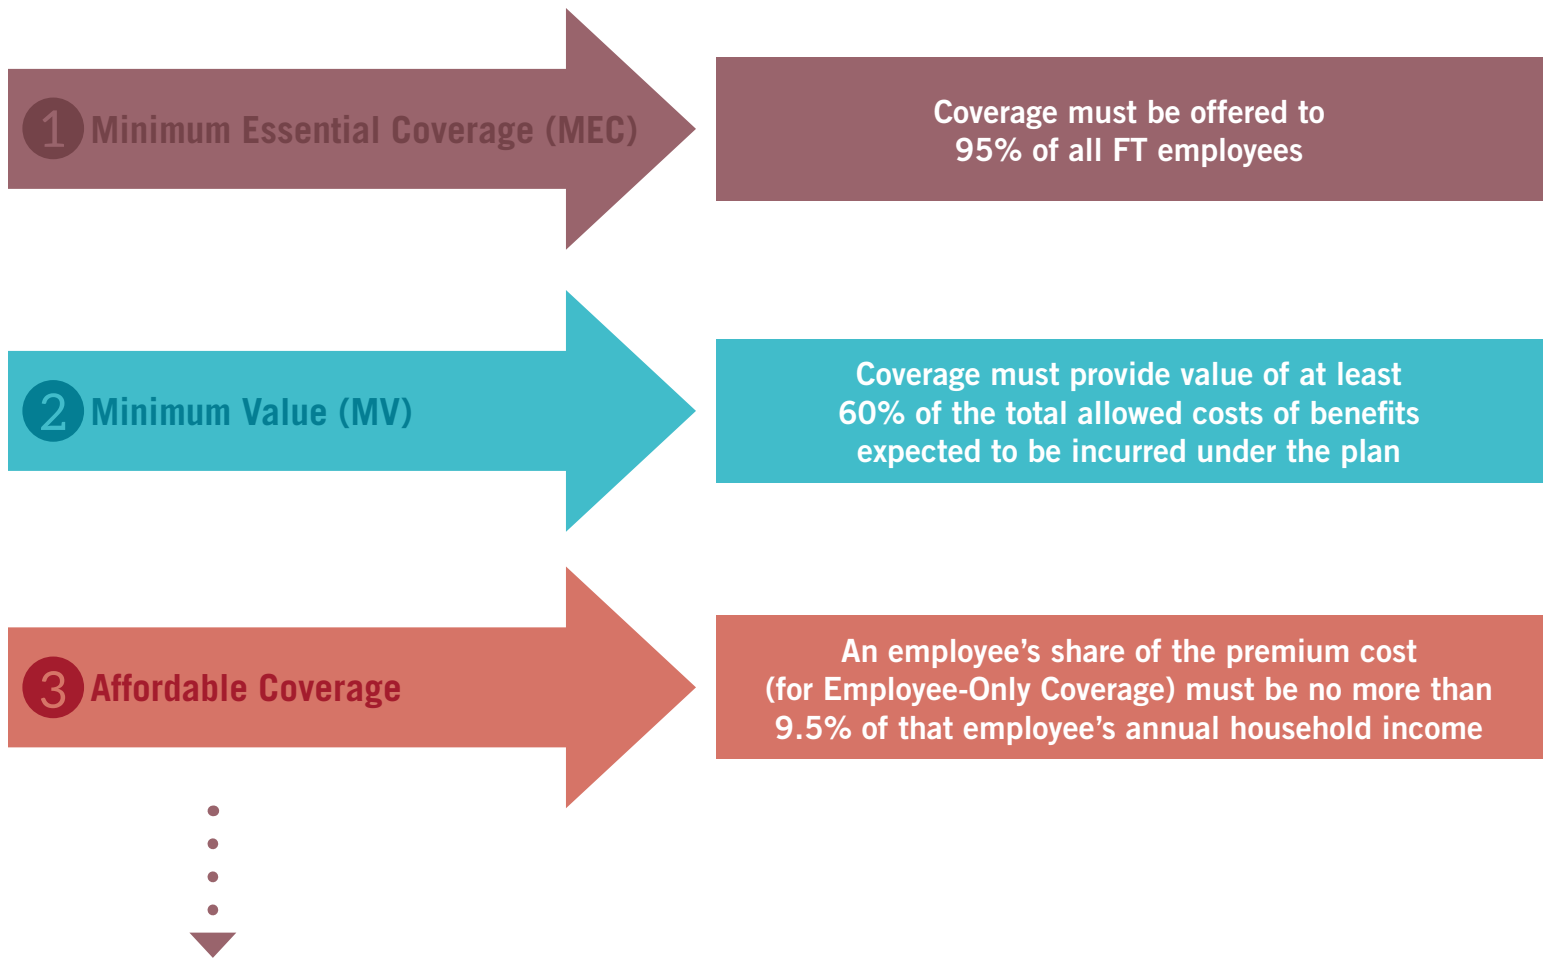 1 Minimum Essential Coverage (MEC)
Coverage must be offered to
95% of all FT employees
2 Minimum Value (MV)
Coverage must provide value of at least
60% of the total allowed costs of benefits
expected to be incurred under the plan
3 Affordable Coverage
An employee’s share of the premium cost
(for Employee-Only Coverage) must be no more than
9.5% of that employee’s annual household income